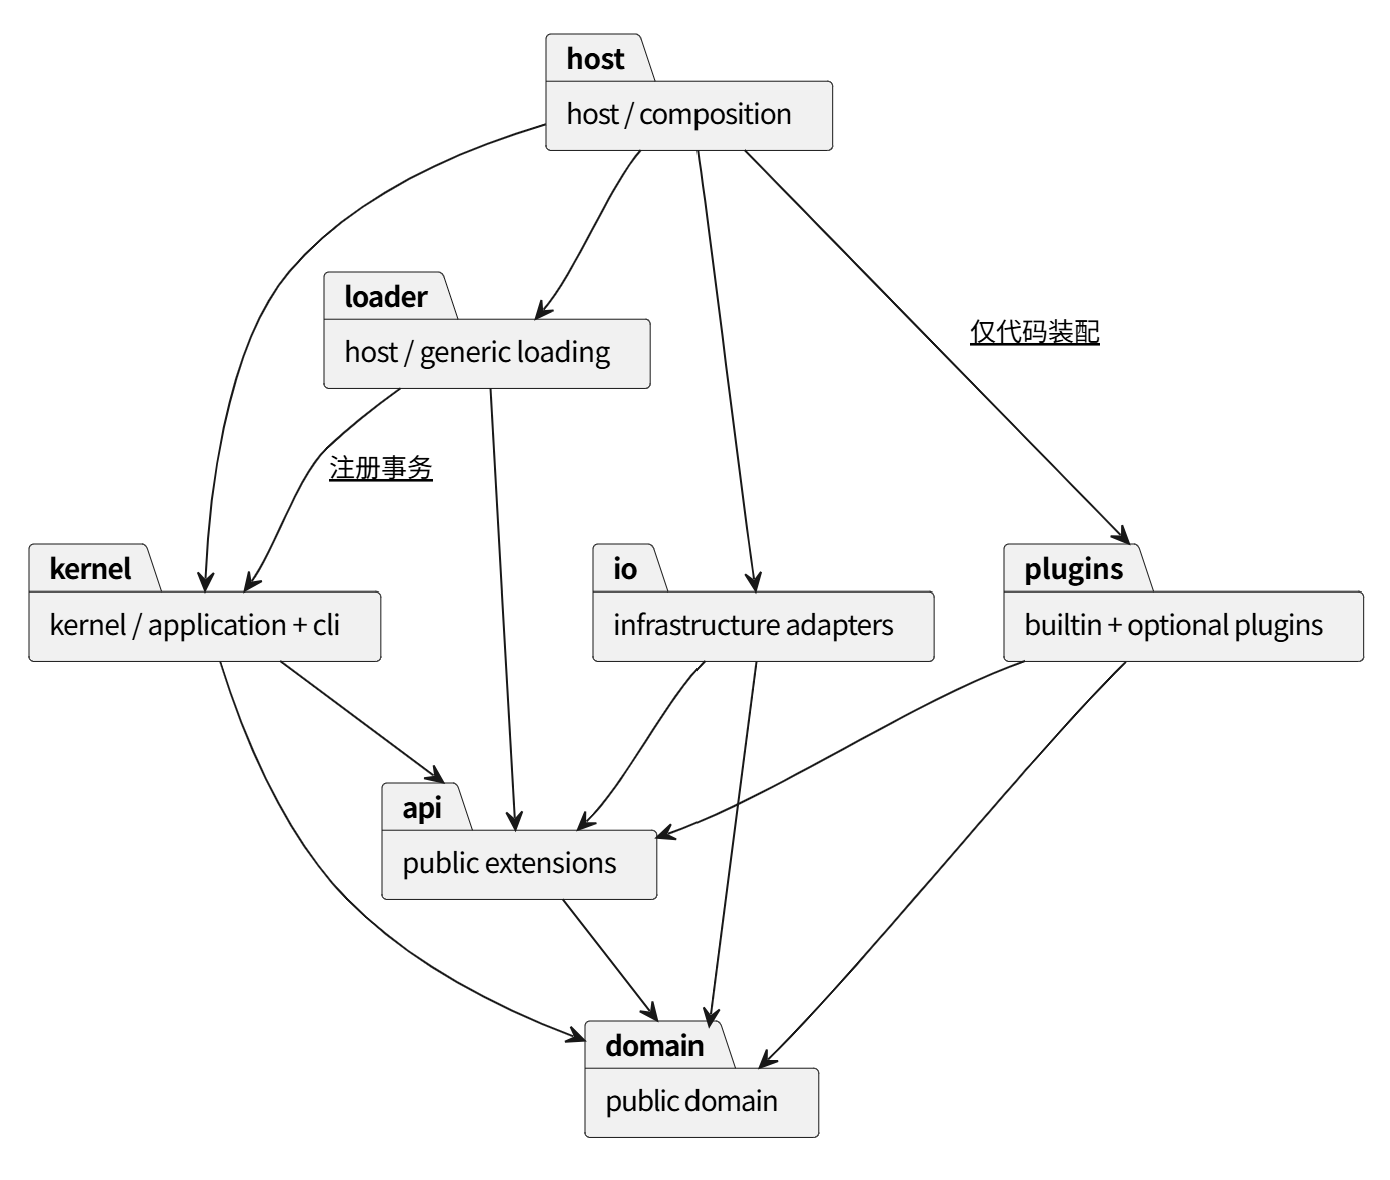 host
host / composition
loader
host / generic loading
仅代码装配
注册事务
kernel
kernel / application + cli
io
infrastructure adapters
plugins
builtin + optional plugins
api
public extensions
domain
public domain